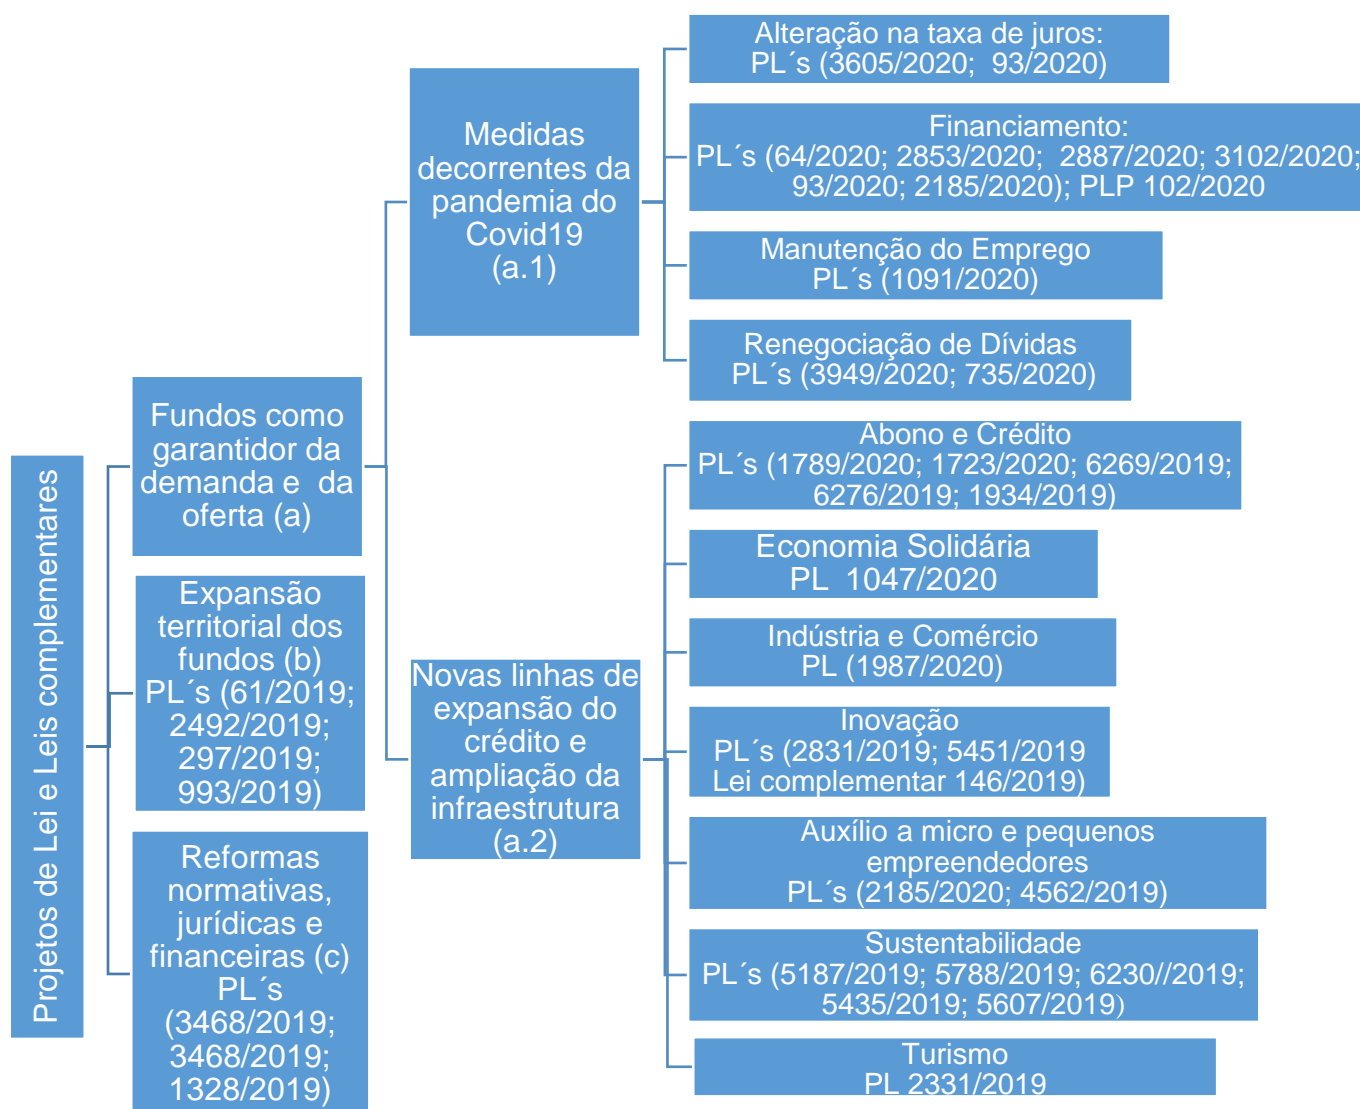 Projetos de Lei e Leis complementares
Fundos como
garantidor da
demanda e  da
oferta (a)
Medidas
decorrentes da
pandemia do
Covid19
(a.1)
Alteração na taxa de juros:
PL´s (3605/2020;  93/2020)
Financiamento:
PL´s (64/2020; 2853/2020;  2887/2020; 3102/2020;
93/2020; 2185/2020); PLP 102/2020
Manutenção do Emprego
PL´s (1091/2020)
Renegociação de Dívidas
PL´s (3949/2020; 735/2020)
Novas linhas de
expansão do
crédito e
ampliação da
infraestrutura
(a.2)
Abono e Crédito
PL´s (1789/2020; 1723/2020; 6269/2019;
6276/2019; 1934/2019)
Economia Solidária
PL  1047/2020
Indústria e Comércio
PL (1987/2020)
Inovação
PL´s (2831/2019; 5451/2019
Lei complementar 146/2019)
Auxílio a micro e pequenos
empreendedores
PL´s (2185/2020; 4562/2019)
Sustentabilidade
PL´s (5187/2019; 5788/2019; 6230//2019;
5435/2019; 5607/2019)
Turismo
PL 2331/2019
Expansão
territorial dos
fundos (b)
PL´s (61/2019;
2492/2019;
297/2019;
993/2019)
Reformas
normativas,
jurídicas e
financeiras (c)
PL´s
(3468/2019;
3468/2019;
1328/2019)